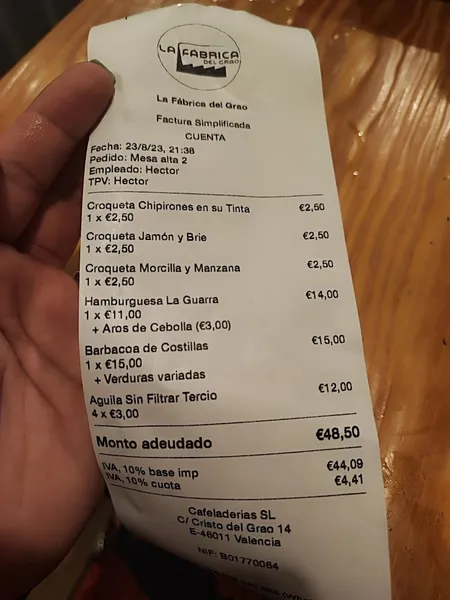 LA FABRICA
DEL GRAO
La Fábrica del Grao
Factura Simplificada
CUENTA
Fecha: 23/8/23, 21:38
Pedido: Mesa alta 2
Empleado: Hector
TPV: Hector
Croqueta Chipirones en su Tinta €2,50
1 x €2,50
Croqueta Jamón y Brie €2,50
1 x €2,50
Croqueta Morcilla y Manzana €2,50
1 x €2,50
Hamburguesa La Guarra €14,00
1 x €11,00
+ Aros de Cebolla (€3,00)
Barbacoa de Costillas €15,00
1 x €15,00
+ Verduras variadas
Aguila Sin Filtrar Tercio €12,00
4 x €3,00
Monto adeudado €48,50
IVA, 10% base imp €44,09
IVA, 10% cuota €4,41
Cafeladerias SL
C/ Cristo del Grao 14
E-46011 Valencia
NIF: B01770084